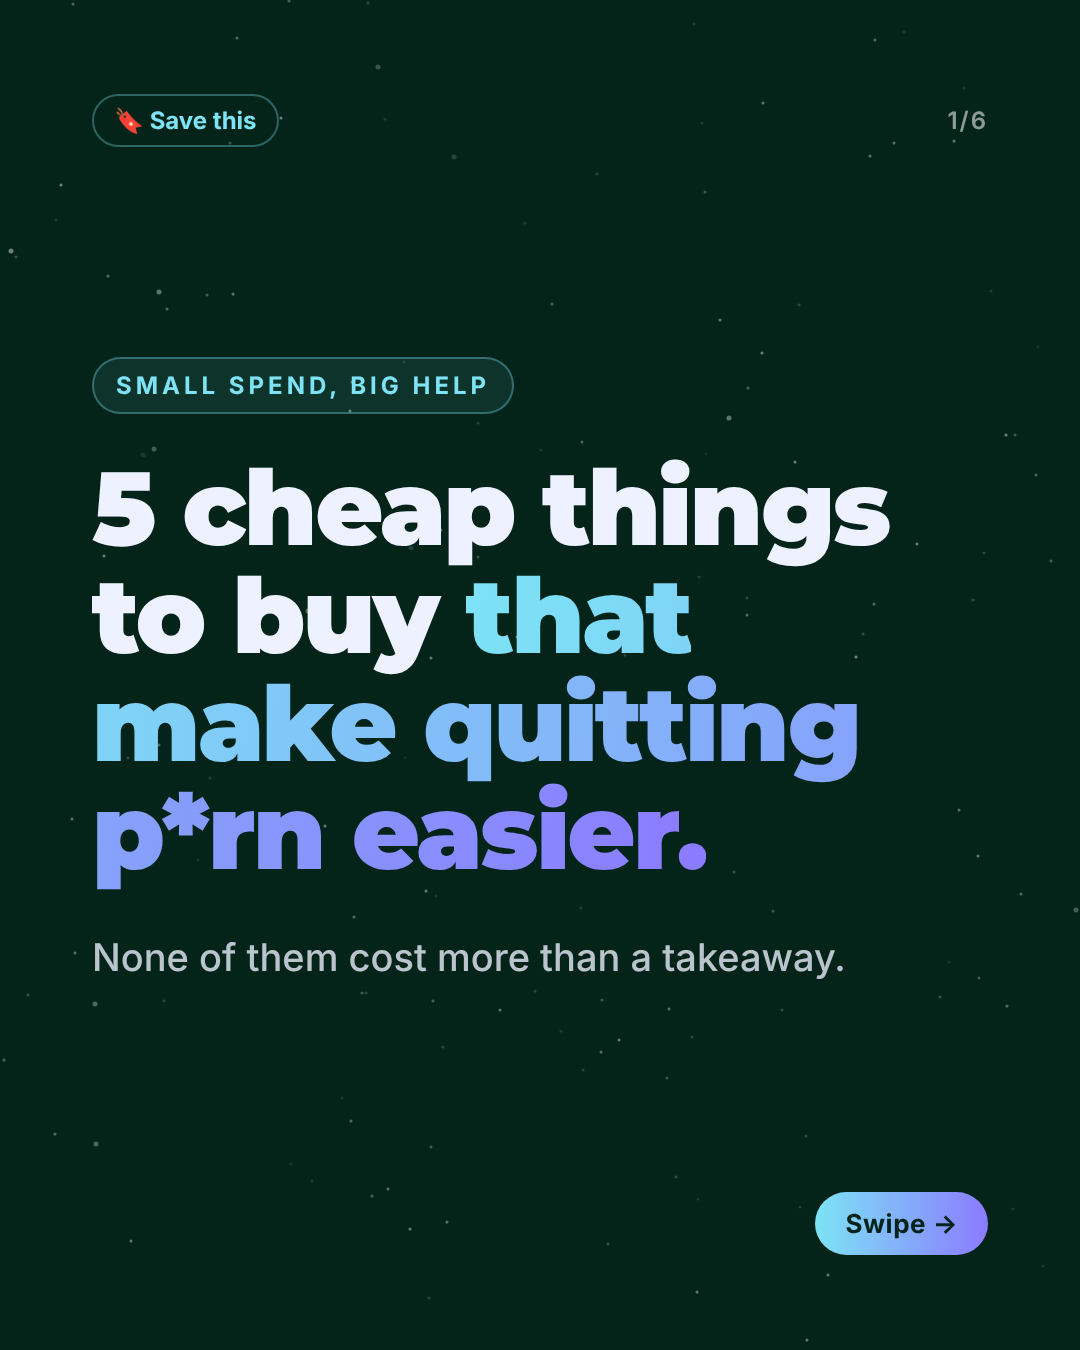 🔖 Save this
1/6
SMALL SPEND, BIG HELP
5 cheap things
to buy that
make quitting
p*rn easier.
None of them cost more than a takeaway.
Swipe →